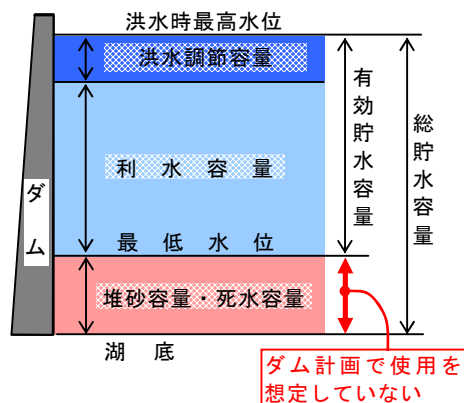 洪水時最高水位
洪水調節容量
有効貯水容量
総貯水容量
利水容量
ダム
最低水位
堆砂容量・死水容量
湖底
ダム計画で使用を
想定していない